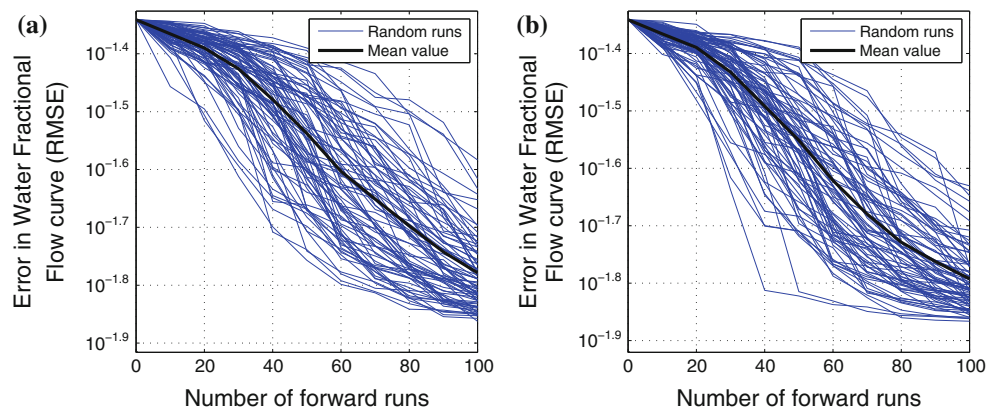 (a)
Random runs
Mean value
10^-1.4
10^-1.5
10^-1.6
10^-1.7
10^-1.8
10^-1.9
Error in Water Fractional
Flow curve (RMSE)
0 20 40 60 80 100
Number of forward runs
(b)
Random runs
Mean value
10^-1.4
10^-1.5
10^-1.6
10^-1.7
10^-1.8
10^-1.9
Error in Water Fractional
Flow curve (RMSE)
0 20 40 60 80 100
Number of forward runs